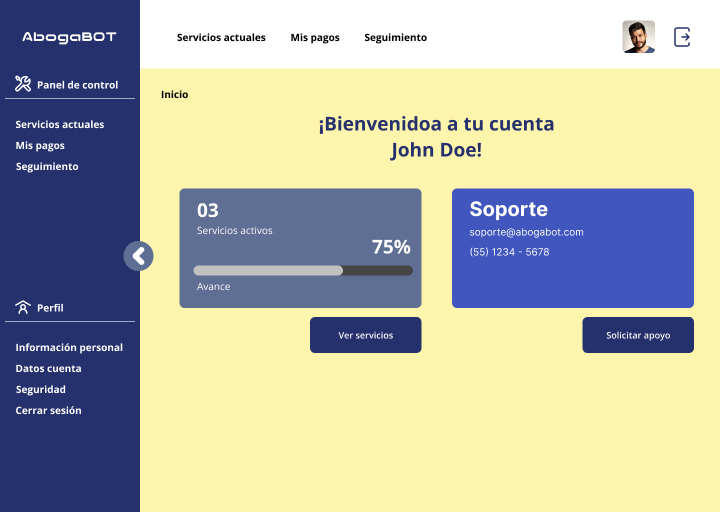 AbogaBOT
Servicios actuales
Mis pagos
Seguimiento
Panel de control
Servicios actuales
Mis pagos
Seguimiento
Perfil
Información personal
Datos cuenta
Seguridad
Cerrar sesión
Inicio
¡Bienvenidoa a tu cuenta
John Doe!
03
Servicios activos
75%
Avance
Ver servicios
Soporte
soporte@abogabot.com
(55) 1234 - 5678
Solicitar apoyo